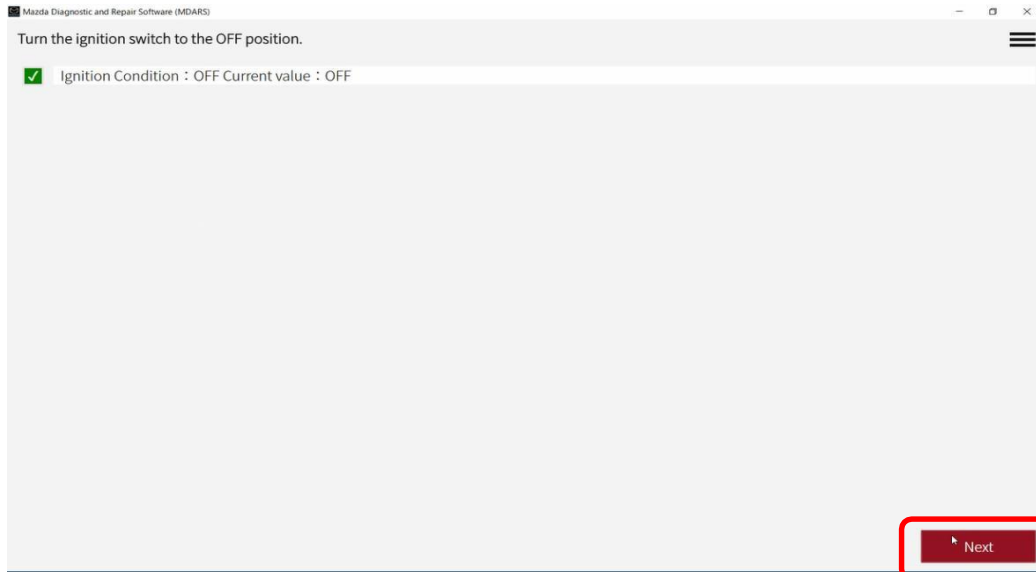 Mazda Diagnostic and Repair Software (MDARS)
Turn the ignition switch to the OFF position.
Ignition Condition：OFF Current value：OFF
Next